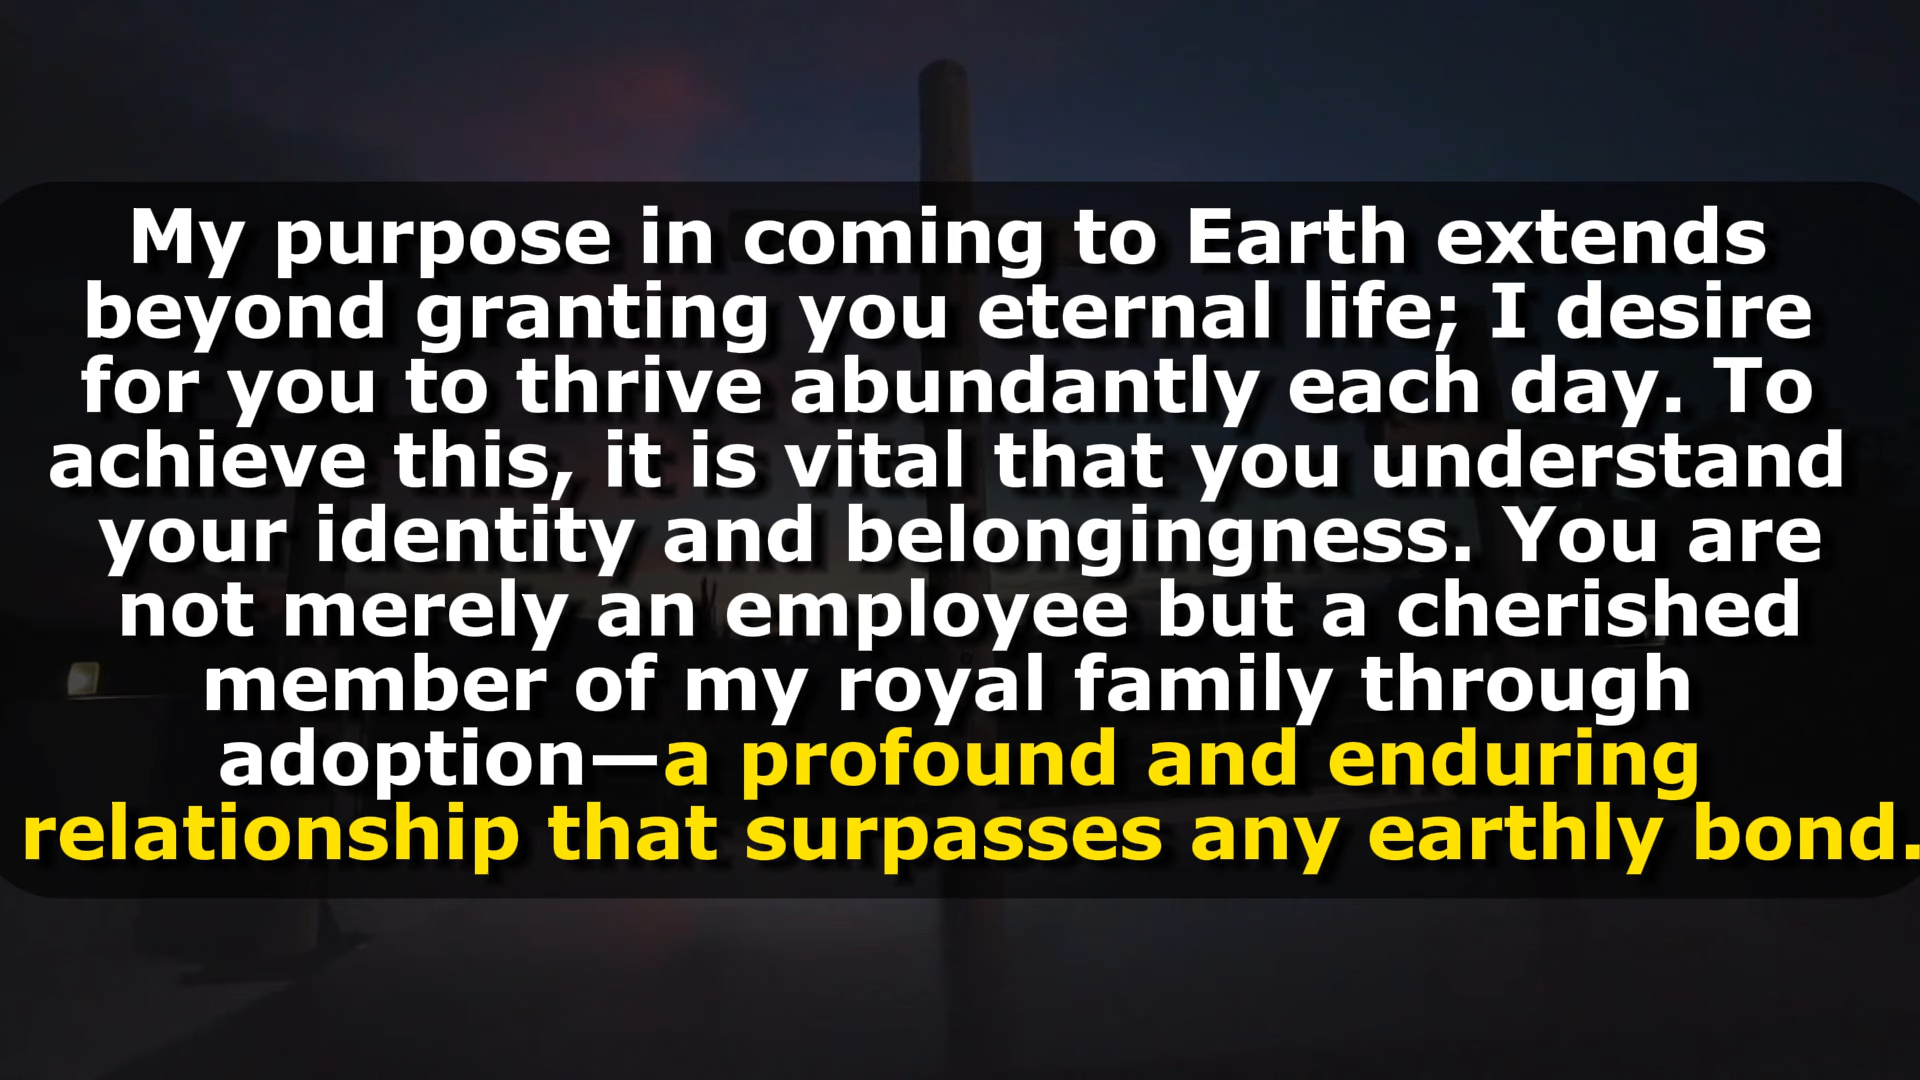 My purpose in coming to Earth extends
beyond granting you eternal life; I desire
for you to thrive abundantly each day. To
achieve this, it is vital that you understand
your identity and belongingness. You are
not merely an employee but a cherished
member of my royal family through
adoption—a profound and enduring
relationship that surpasses any earthly bond.